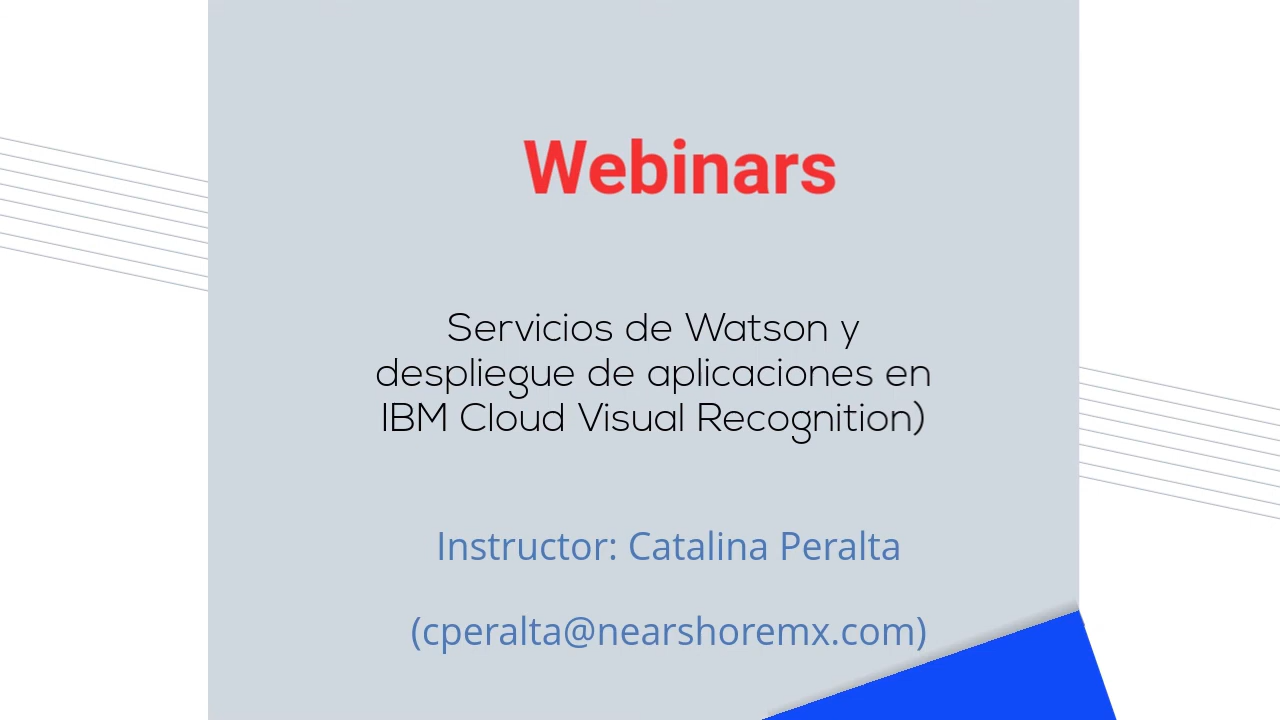 Webinars
Servicios de Watson y
despliegue de aplicaciones en
IBM Cloud Visual Recognition)
Instructor: Catalina Peralta
(cperalta@nearshoremx.com)